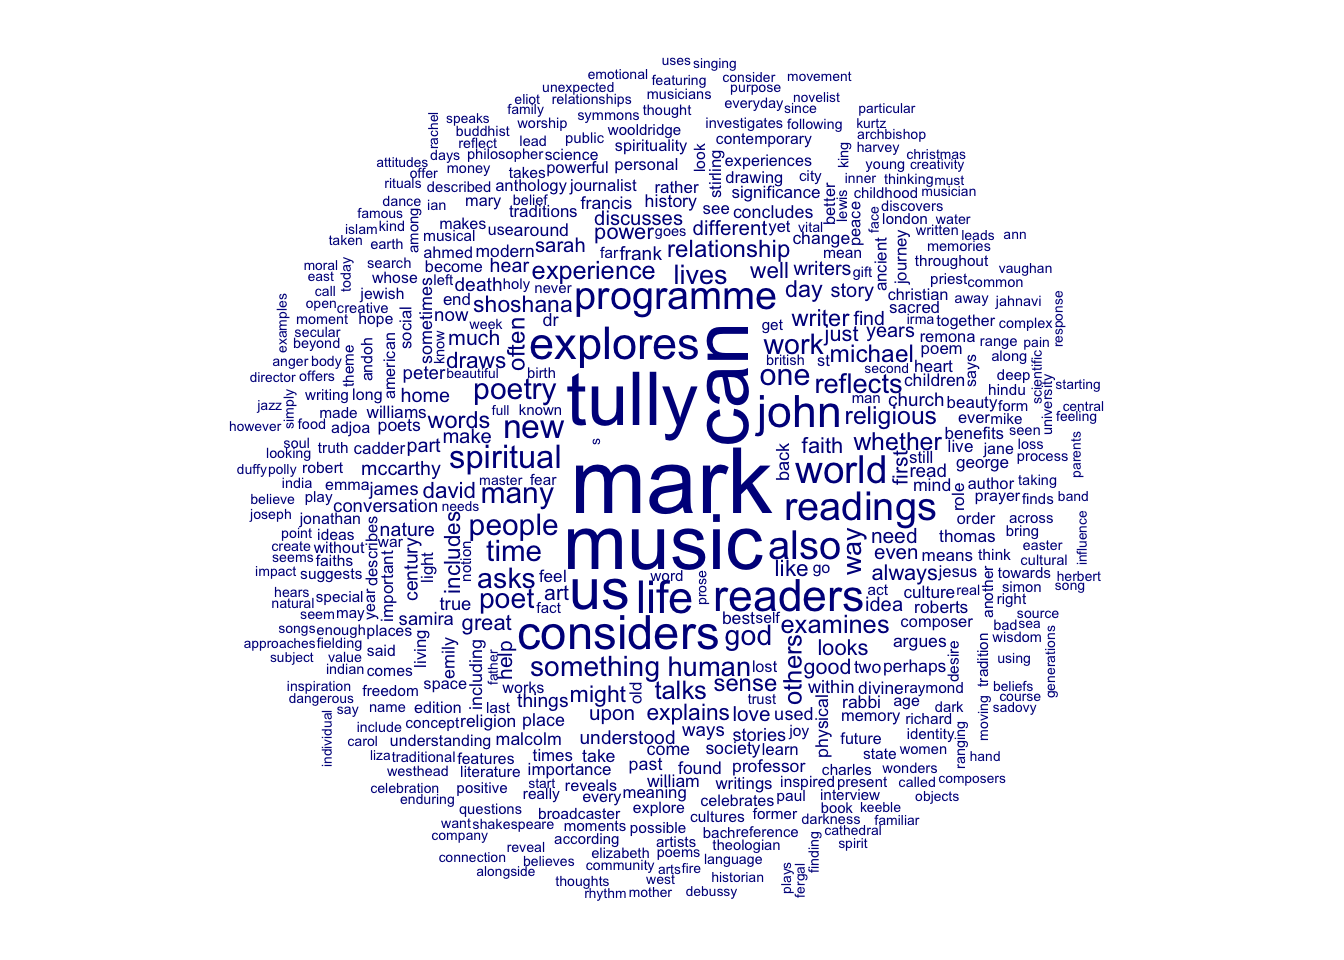 uses singing
emotional featuring consider movement
unexpected musicians purpose
eliot relationships everyday novelist
family symmons thought since particular
rachel speaks worship public wooldridge investigates following kurtz
buddhist reflect lead spirituality contemporary archbishop
days philosopher science look king harvey christmas
attitudes offer money takes powerful personal stirling experiences young creativity
rituals described anthology journalist rather drawing city inner thinking must
dance ian mary belief francis history significance better lewis childhood musician
famous among traditions discusses see concludes peace face discovers
islam kind makes use around power goes different yet vital london water
taken earth musical sarah far frank relationship change ancient journey written leads ann
moral search ahmed modern mean memories
east today whose become hear experience lives well writers gift throughout vaughan
call jewish sometimes left death holy never programme day story priest common
open creative end shoshana christian away jahnavi
examples moment hope social now week dr get writer find sacred response
secular know much often explores can work just years irma together complex
beyond andoh american draws british st michael remona range pain
anger body theme peter beautiful birth one second heart poem says along scientific
director offers home poetry tully reflects children deep university starting
writing long man church beauty hindu central
jazz simply made williams words full known john religious form feeling
however food adjoa poets make new ever mike
soul truth cadder part s whether benefits seen
looking mccarthy spiritual faith live jane loss parents
duffy polly robert master fear back world first still george process
india emma james david many mark read mind author taking
believe play conversation needs readings role prayer finds band
joseph jonathan nature people order across
point ideas describes century includes time music also way need thomas bring influence
create without war light notion even means think easter
seems faiths important asks feel word like go always jesus towards cultural
impact suggests year us life prose readers act culture real another herbert
hears special true poet art idea roberts simon song
natural seem may samira great fact best self examines composer right source
songs enough places considers god bad sea
approaches fielding said living emily help others looks argues desire tradition wisdom
subject value comes father something human lost good two perhaps using generations
indian including sense within divine raymond beliefs
inspiration freedom space works things might old talks trust physical rabbi age dark course
dangerous say name edition last upon explains love used memory richard moving sadovy
individual include concept religion place ways stories joy identity
carol understanding malcolm understood come society learn future state women ranging hand
liza traditional features times take past found professor charles wonders
westhead literature importance william writings inspired present called composers
celebration positive start reveals every meaning interview objects
enduring really explore celebrates paul book keeble
questions broadcaster cultures former darkness familiar
want shakespeare moments possible bach reference cathedral
company according artists theologian finding spirit
reveal elizabeth poems language
connection believes community arts fire
alongside thoughts west historian plays fergal
rhythm mother debussy